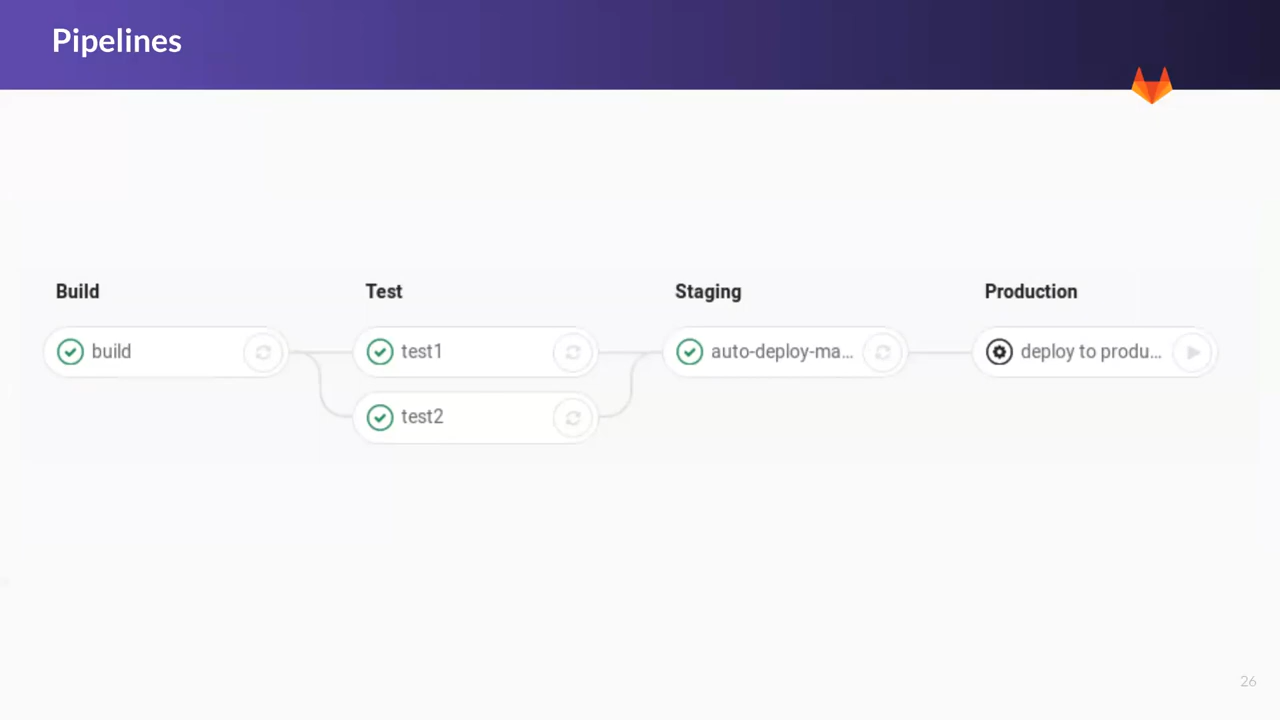 Pipelines
Build
Test
Staging
Production
build
test1
auto-deploy-ma...
deploy to produ...
test2
26